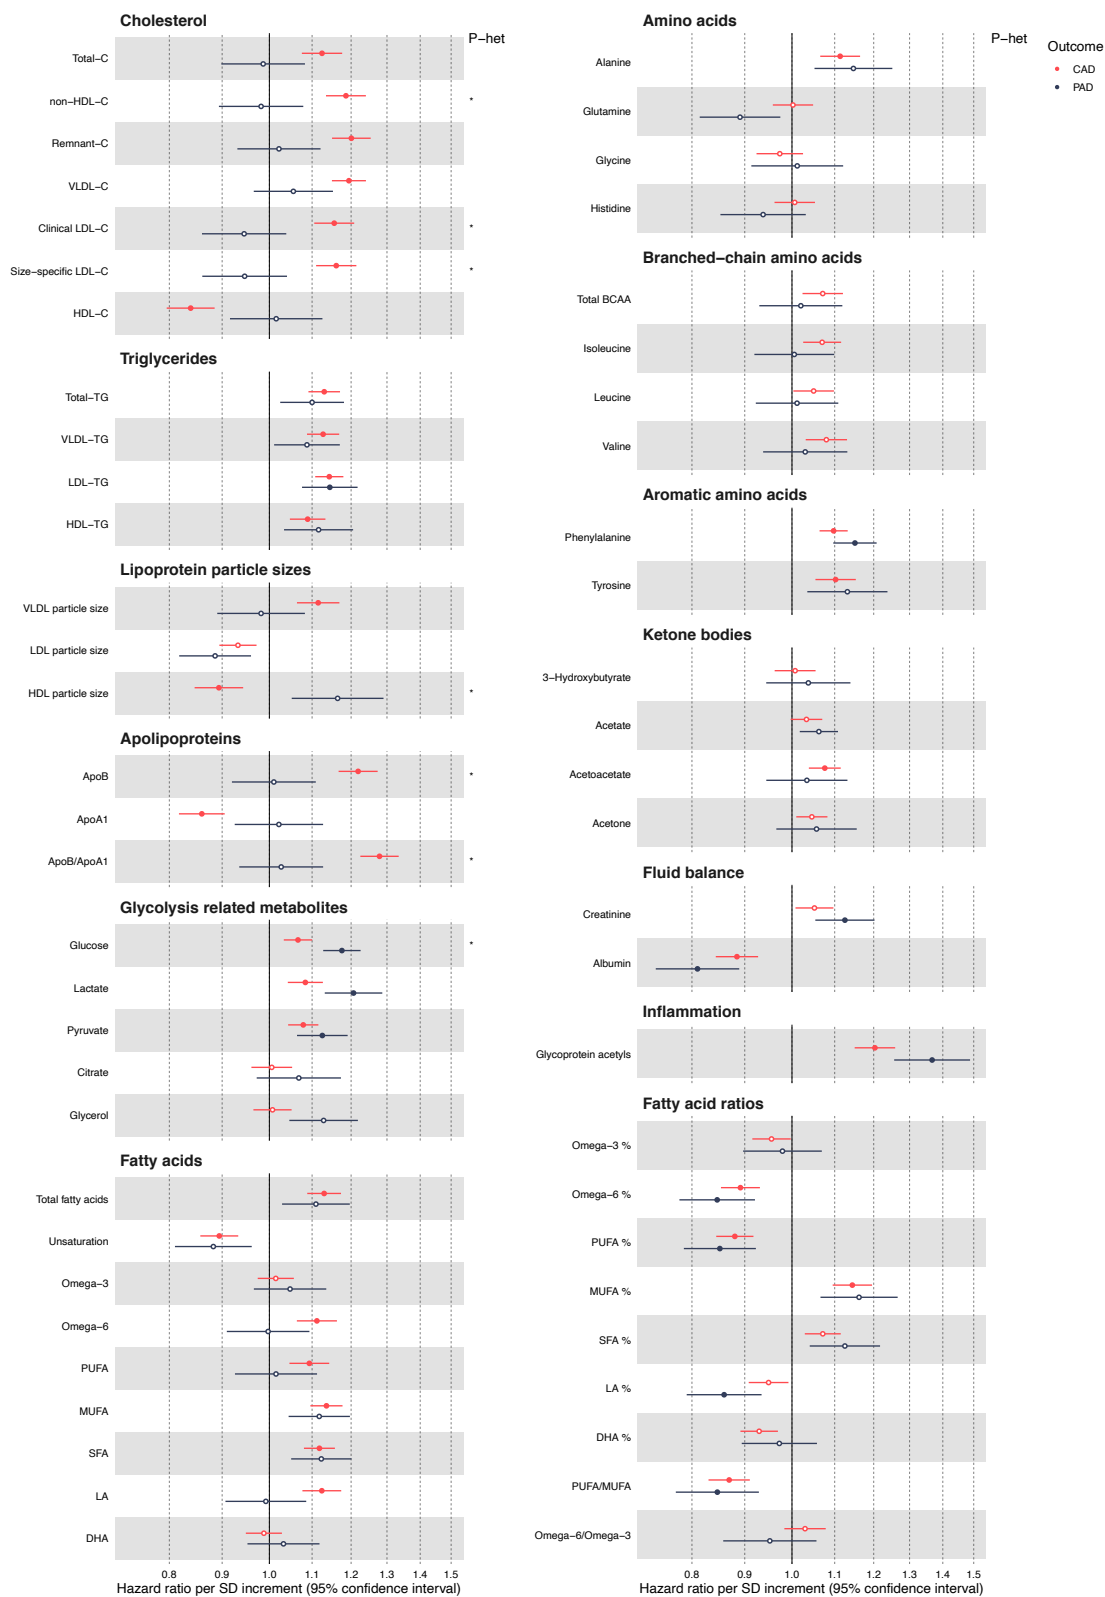 Cholesterol
P−het
Total−C
non−HDL−C
*
Remnant−C
VLDL−C
Clinical LDL−C
*
Size−specific LDL−C
*
HDL−C
Triglycerides
Total−TG
VLDL−TG
LDL−TG
HDL−TG
Lipoprotein particle sizes
VLDL particle size
LDL particle size
HDL particle size
*
Apolipoproteins
ApoB
*
ApoA1
ApoB/ApoA1
*
Glycolysis related metabolites
Glucose
*
Lactate
Pyruvate
Citrate
Glycerol
Fatty acids
Total fatty acids
Unsaturation
Omega−3
Omega−6
PUFA
MUFA
SFA
LA
DHA
0.8 0.9 1.0 1.1 1.2 1.3 1.4 1.5
Hazard ratio per SD increment (95% confidence interval)
Amino acids
P−het
Alanine
Glutamine
Glycine
Histidine
Branched−chain amino acids
Total BCAA
Isoleucine
Leucine
Valine
Aromatic amino acids
Phenylalanine
Tyrosine
Ketone bodies
3−Hydroxybutyrate
Acetate
Acetoacetate
Acetone
Fluid balance
Creatinine
Albumin
Inflammation
Glycoprotein acetyls
Fatty acid ratios
Omega−3 %
Omega−6 %
PUFA %
MUFA %
SFA %
LA %
DHA %
PUFA/MUFA
Omega−6/Omega−3
0.8 0.9 1.0 1.1 1.2 1.3 1.4 1.5
Hazard ratio per SD increment (95% confidence interval)
Outcome
CAD
PAD